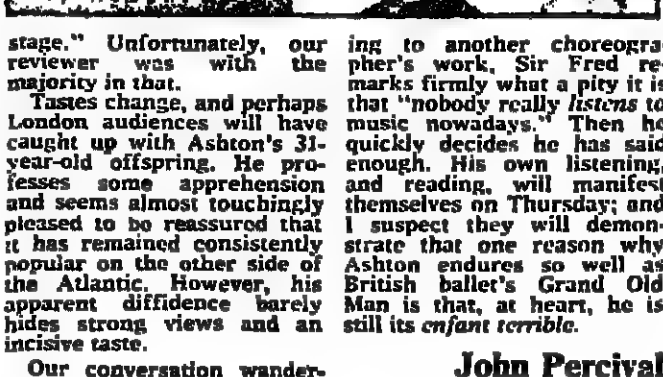 stage." Unfortunately, our
reviewer was with the
majority in that.
Tastes change, and perhaps
London audiences will have
caught up with Ashton's 31-
year-old offspring. He pro-
fesses some apprehension
and seems almost touchingly
pleased to be reassured that
it has remained consistently
popular on the other side of
the Atlantic. However, his
apparent diffidence barely
hides strong views and an
incisive taste.
Our conversation wander-
ing to another choreogra
pher's work, Sir Fred re
marks firmly what a pity it is
that "nobody really listens to
music nowadays." Then he
quickly decides he has said
enough. His own listening,
and reading, will manifest
themselves on Thursday; and
I suspect they will demon-
strate that one reason why
Ashton endures so well as
British ballet's Grand Old
Man is that, at heart, he is
still its enfant terrible.
John Percival